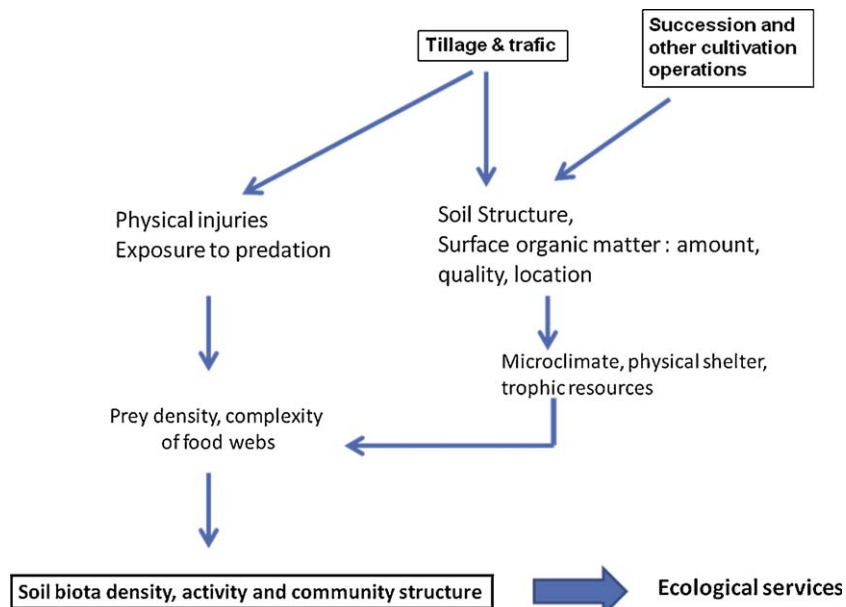 Tillage & trafic
Succession and
other cultivation
operations
Physical injuries
Exposure to predation
Soil Structure,
Surface organic matter : amount,
quality, location
Microclimate, physical shelter,
trophic resources
Prey density, complexity
of food webs
Soil biota density, activity and community structure
Ecological services